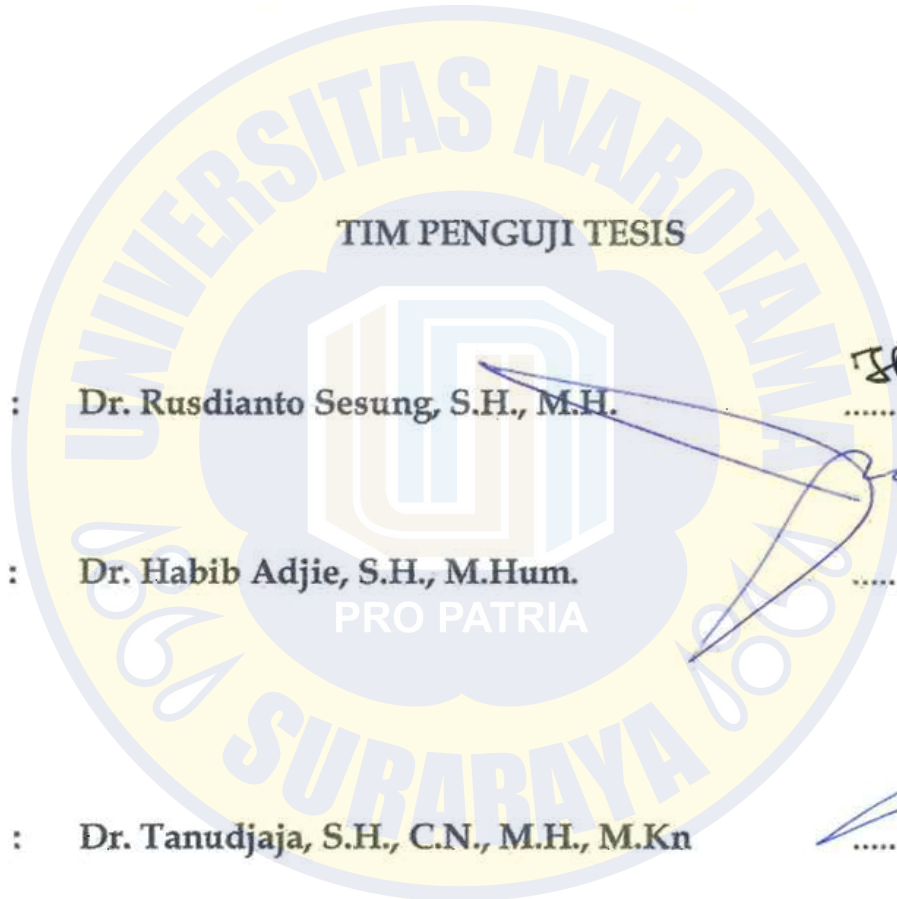 UNIVERSITAS NAROTAMA
TIM PENGUJI TESIS
: Dr. Rusdianto Sesung, S.H., M.H. ......
: Dr. Habib Adjie, S.H., M.Hum. .....
PRO PATRIA
: Dr. Tanudjaja, S.H., C.N., M.H., M.Kn .....
SURABAYA